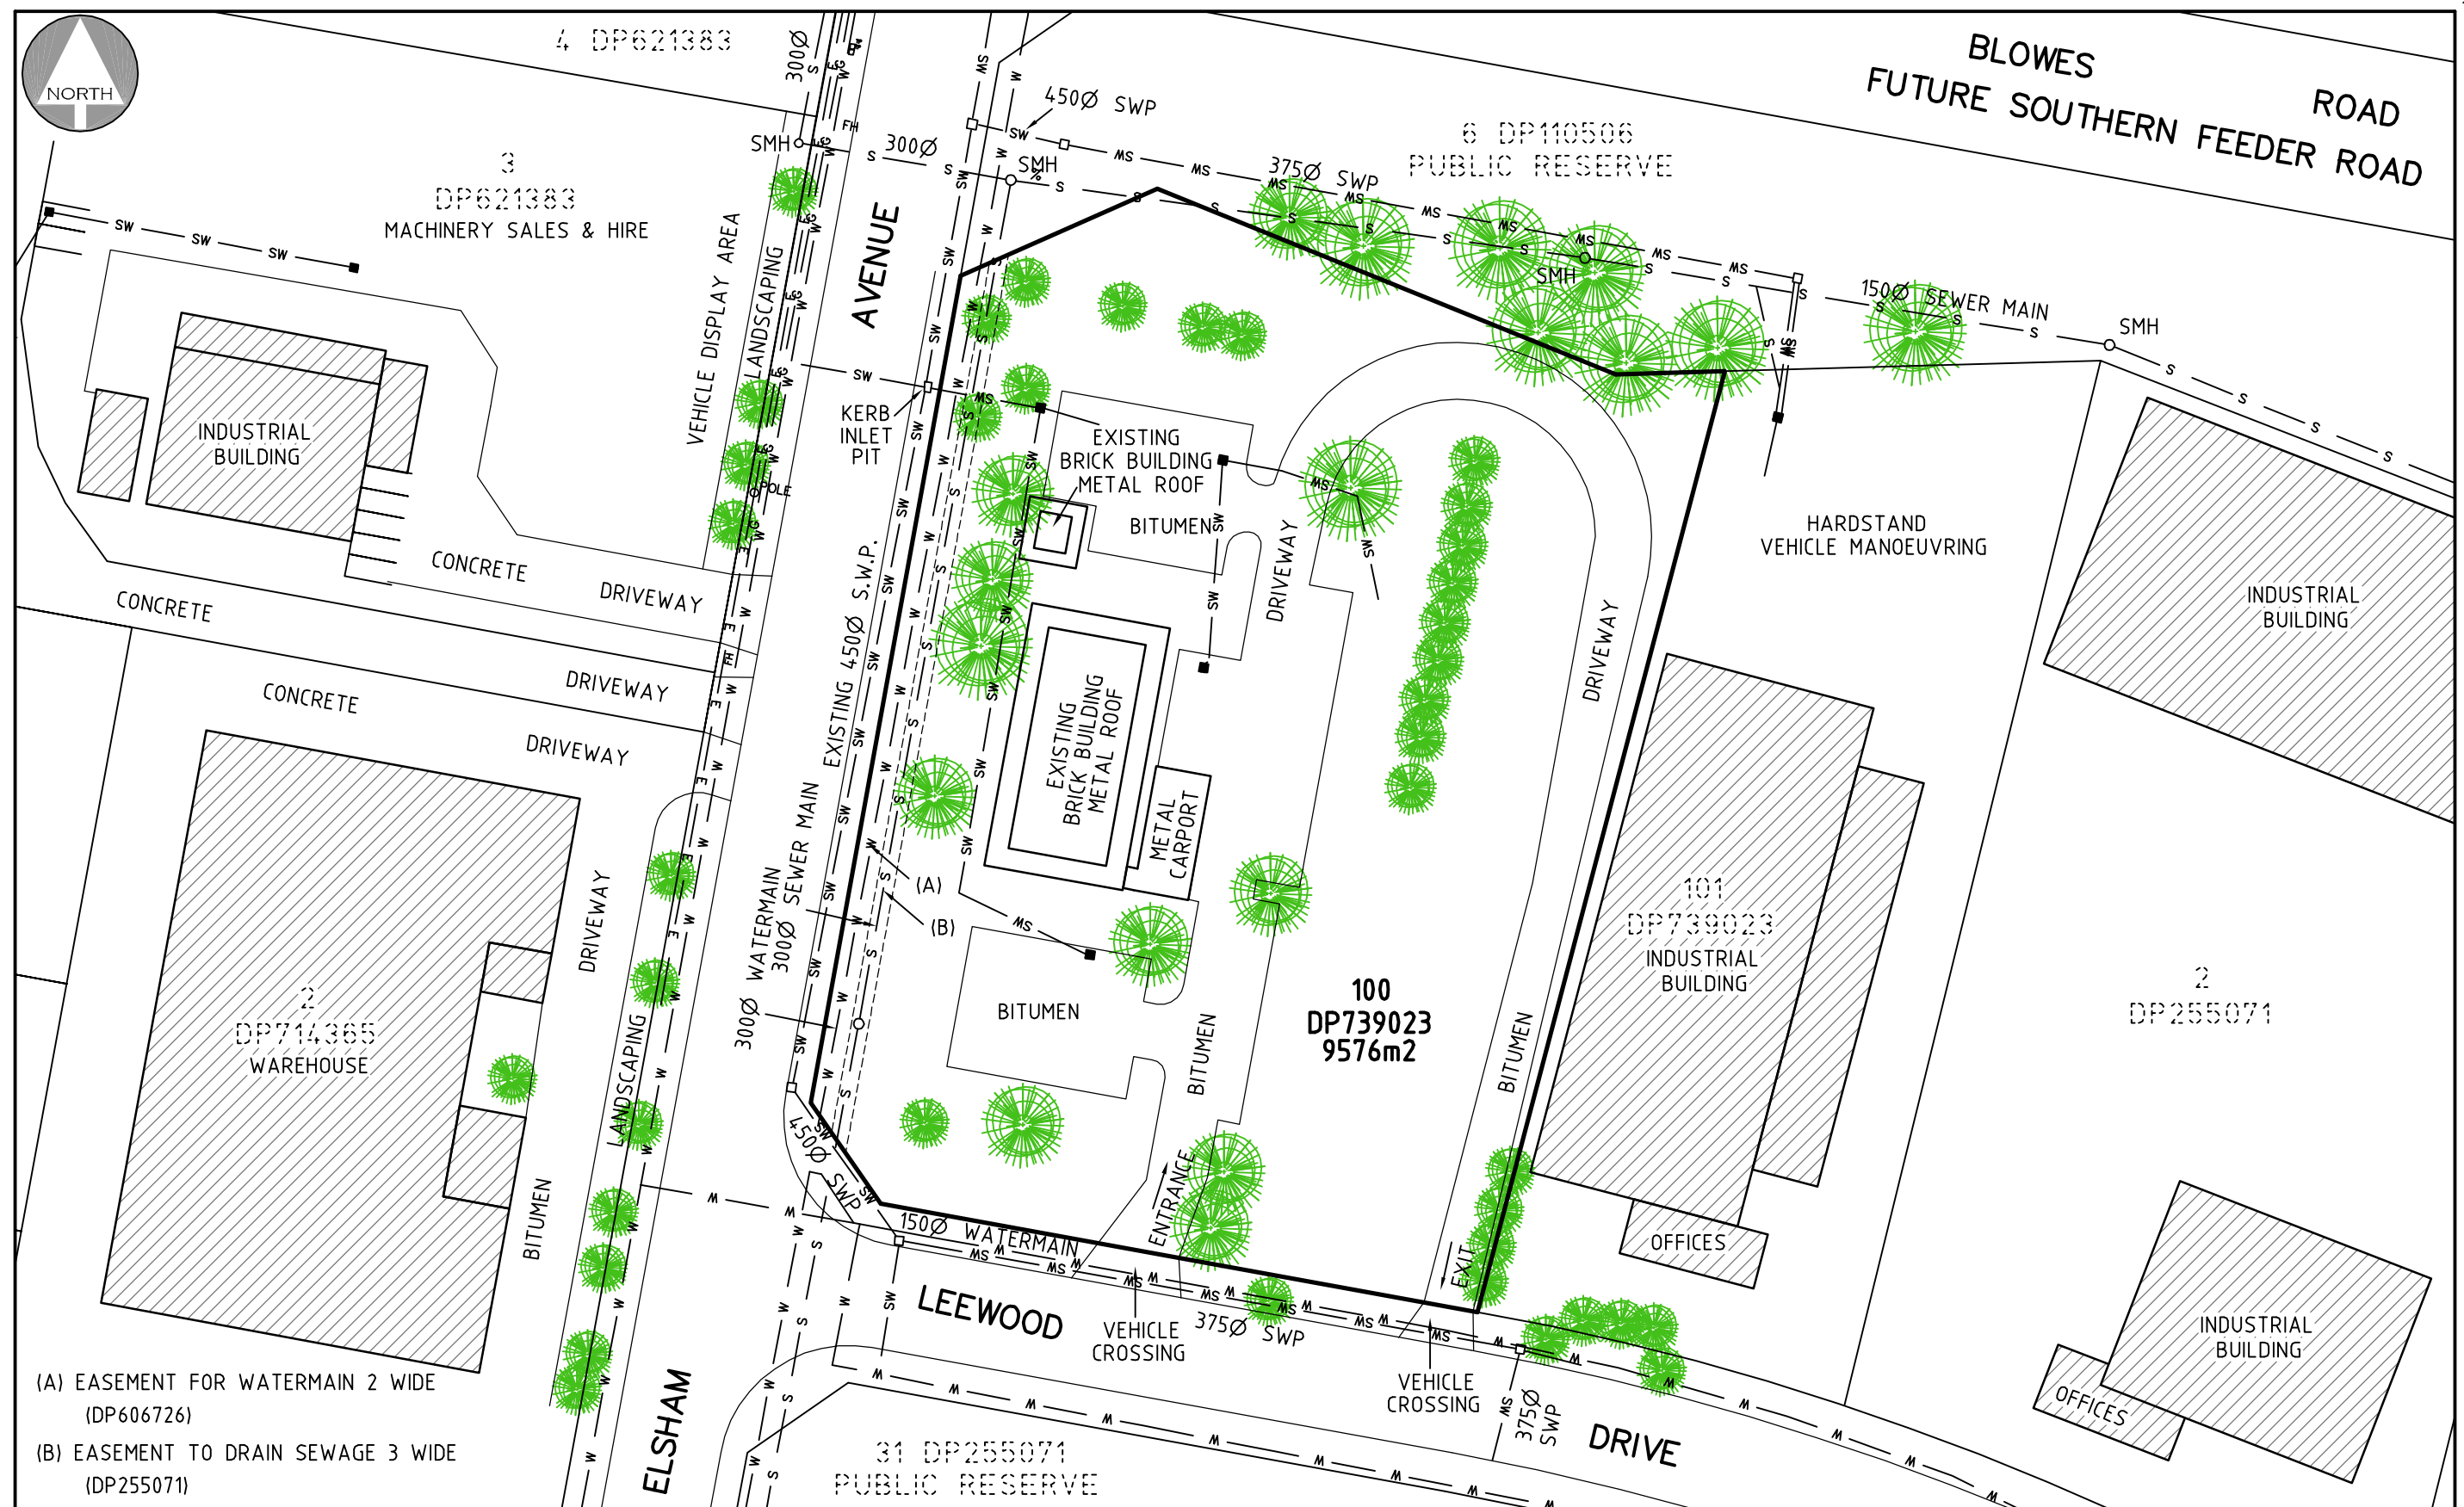 NORTH
4 DP621383
300Ø
BLOWES
ROAD
FUTURE SOUTHERN FEEDER ROAD
450Ø SWP
FH
SMH
300Ø
SMH
375Ø SWP
6 DP110506
PUBLIC RESERVE
3
DP621383
MACHINERY SALES & HIRE
VEHICLE DISPLAY AREA
LANDSCAPING
AVENUE
SMH
150Ø SEWER MAIN
SMH
INDUSTRIAL
BUILDING
KERB
INLET
PIT
EXISTING
BRICK BUILDING
METAL ROOF
BITUMEN
POLE
DRIVEWAY
HARDSTAND
VEHICLE MANOEUVRING
INDUSTRIAL
BUILDING
CONCRETE
DRIVEWAY
CONCRETE
DRIVEWAY
FH
CONCRETE
DRIVEWAY
EXISTING 450Ø S.W.P.
EXISTING
BRICK BUILDING
METAL ROOF
METAL
CARPORT
DRIVEWAY
300Ø WATERMAIN
300Ø SEWER MAIN
(A)
(B)
DRIVEWAY
2
DP714365
WAREHOUSE
BITUMEN
LANDSCAPING
BITUMEN
BITUMEN
100
DP739023
9576m2
BITUMEN
101
DP739023
INDUSTRIAL
BUILDING
2
DP255071
450Ø SWP
150Ø WATERMAIN
ENTRANCE
EXIT
OFFICES
LEEWOOD
VEHICLE
CROSSING
375Ø SWP
VEHICLE
CROSSING
375Ø
SWP
DRIVE
INDUSTRIAL
BUILDING
OFFICES
ELSHAM
31 DP255071
PUBLIC RESERVE
(A) EASEMENT FOR WATERMAIN 2 WIDE
(DP606726)
(B) EASEMENT TO DRAIN SEWAGE 3 WIDE
(DP255071)